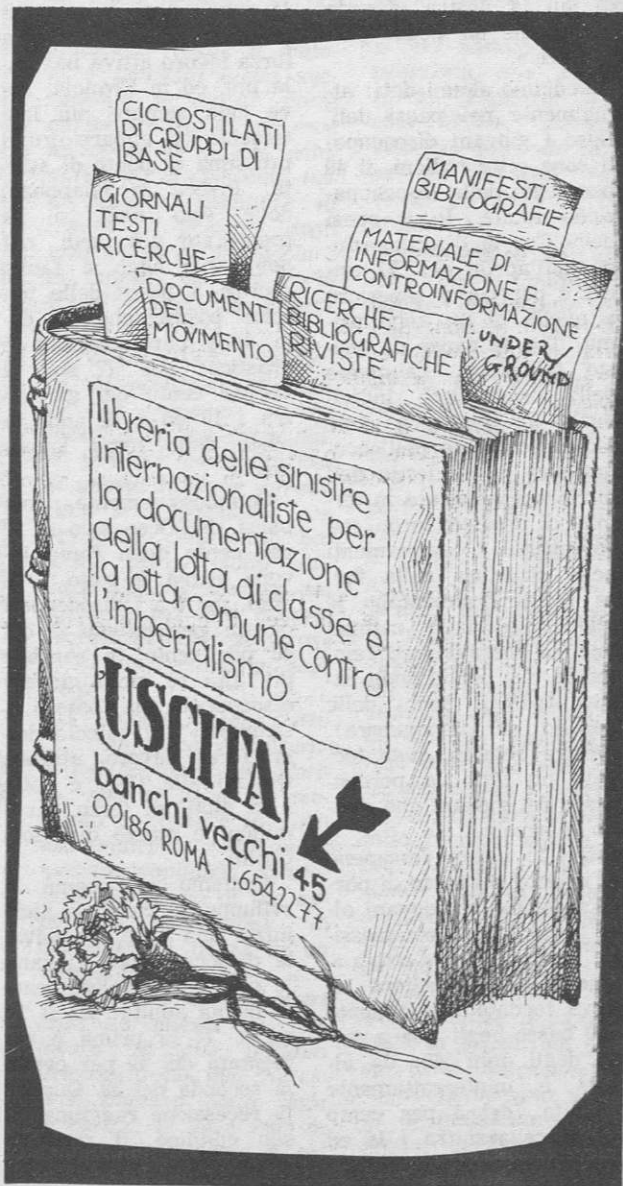 CICLOSTILATI
DI GRUPPI DI
BASE
GIORNALI
TESTI
RICERCHE
DOCUMENTI
DEL
MOVIMENTO
RICERCHE
BIBLIOGRAFICHE
RIVISTE
MANIFESTI
BIBLIOGRAFIE
MATERIALE DI
INFORMAZIONE E
CONTROINFORMAZIONE
UNDER/
GROUND
libreria delle sinistre
internazionaliste per
la documentazione
della lotta di classe e
la lotta comune contro
l'imperialismo
'USCITA
banchi vecchi 45
00186 ROMA T.6542277